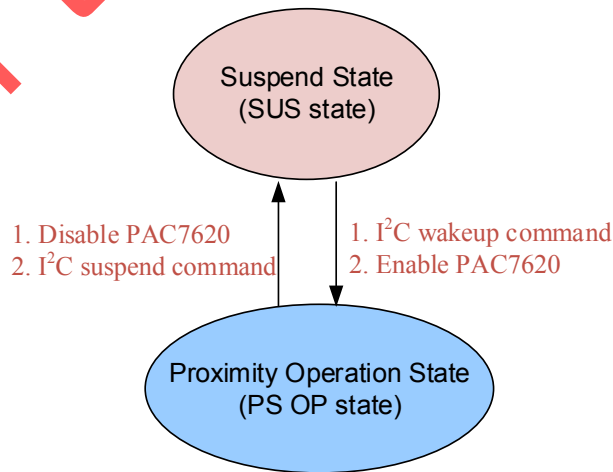 Suspend State
(SUS state)
1. Disable PAC7620
2. I²C suspend command
1. I²C wakeup command
2. Enable PAC7620
Proximity Operation State
(PS OP state)